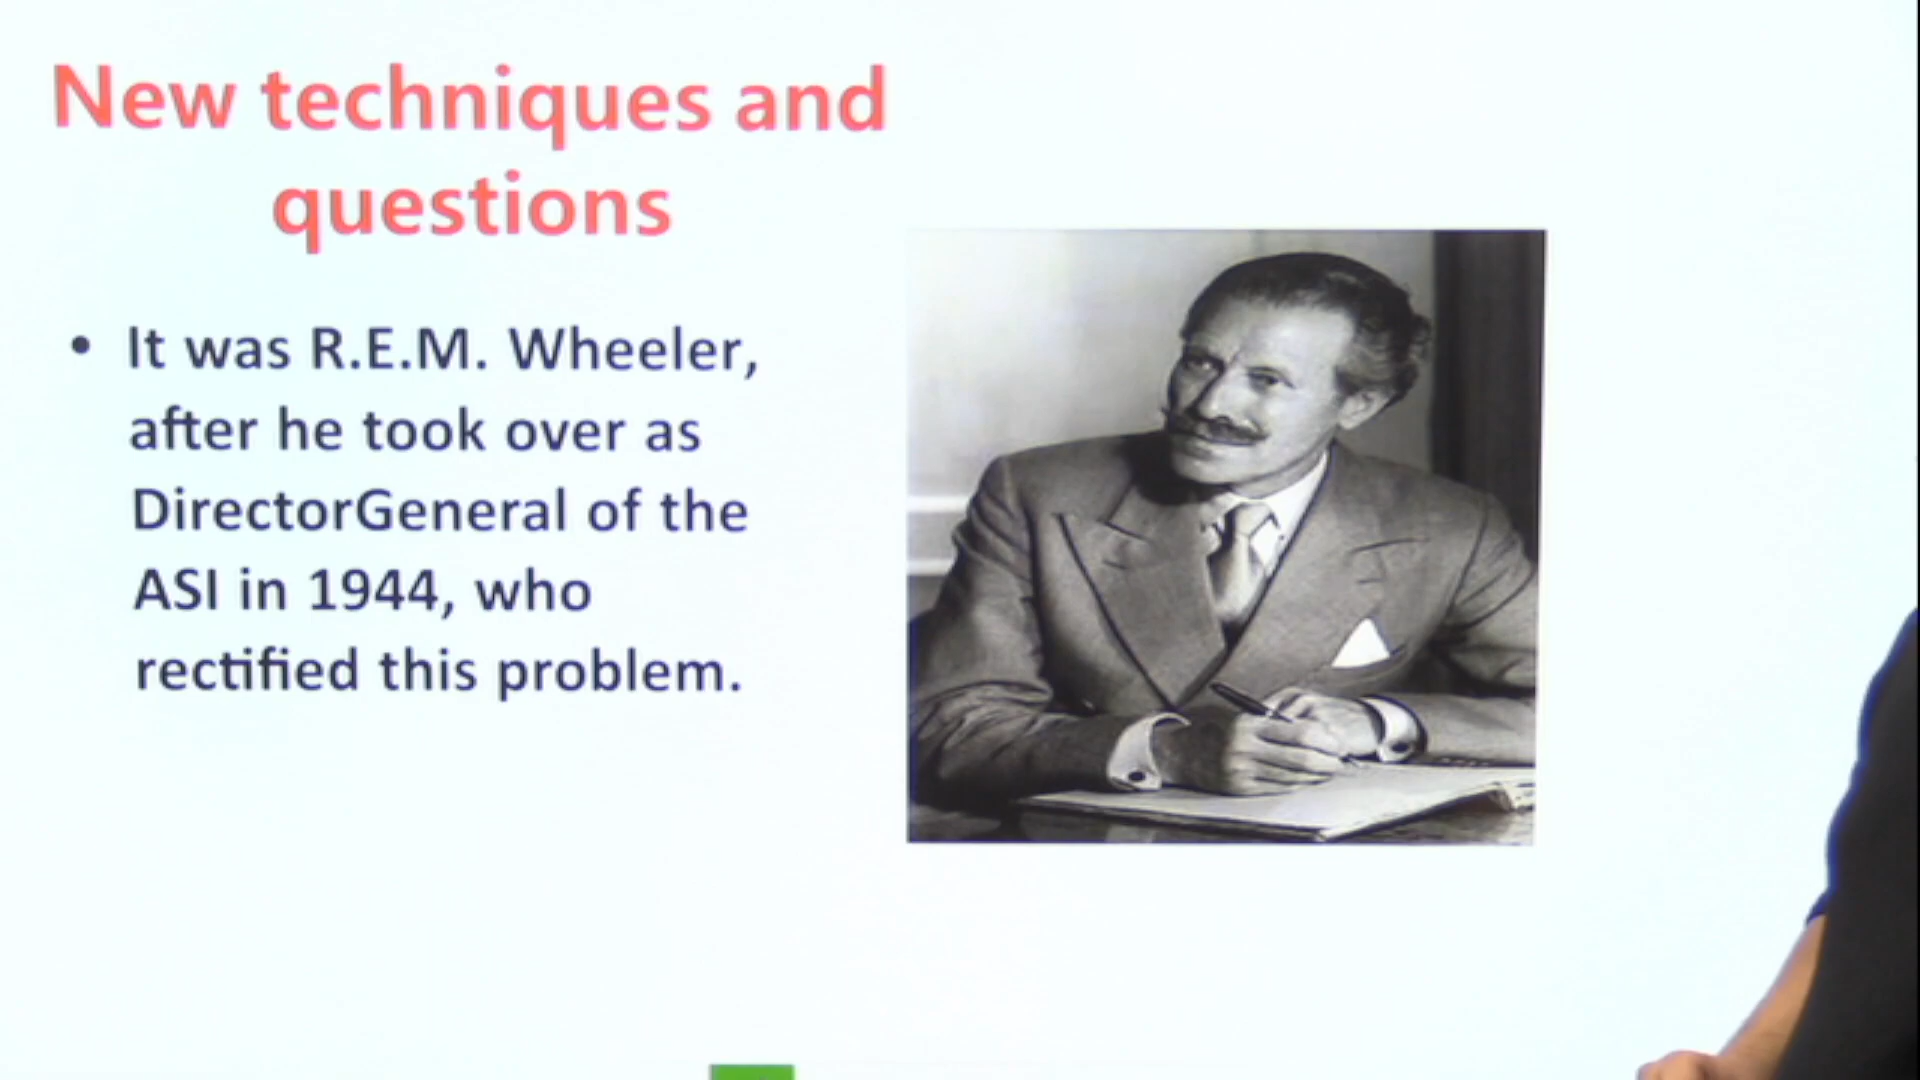 New techniques and
questions
• It was R.E.M. Wheeler,
after he took over as
DirectorGeneral of the
ASI in 1944, who
rectified this problem.